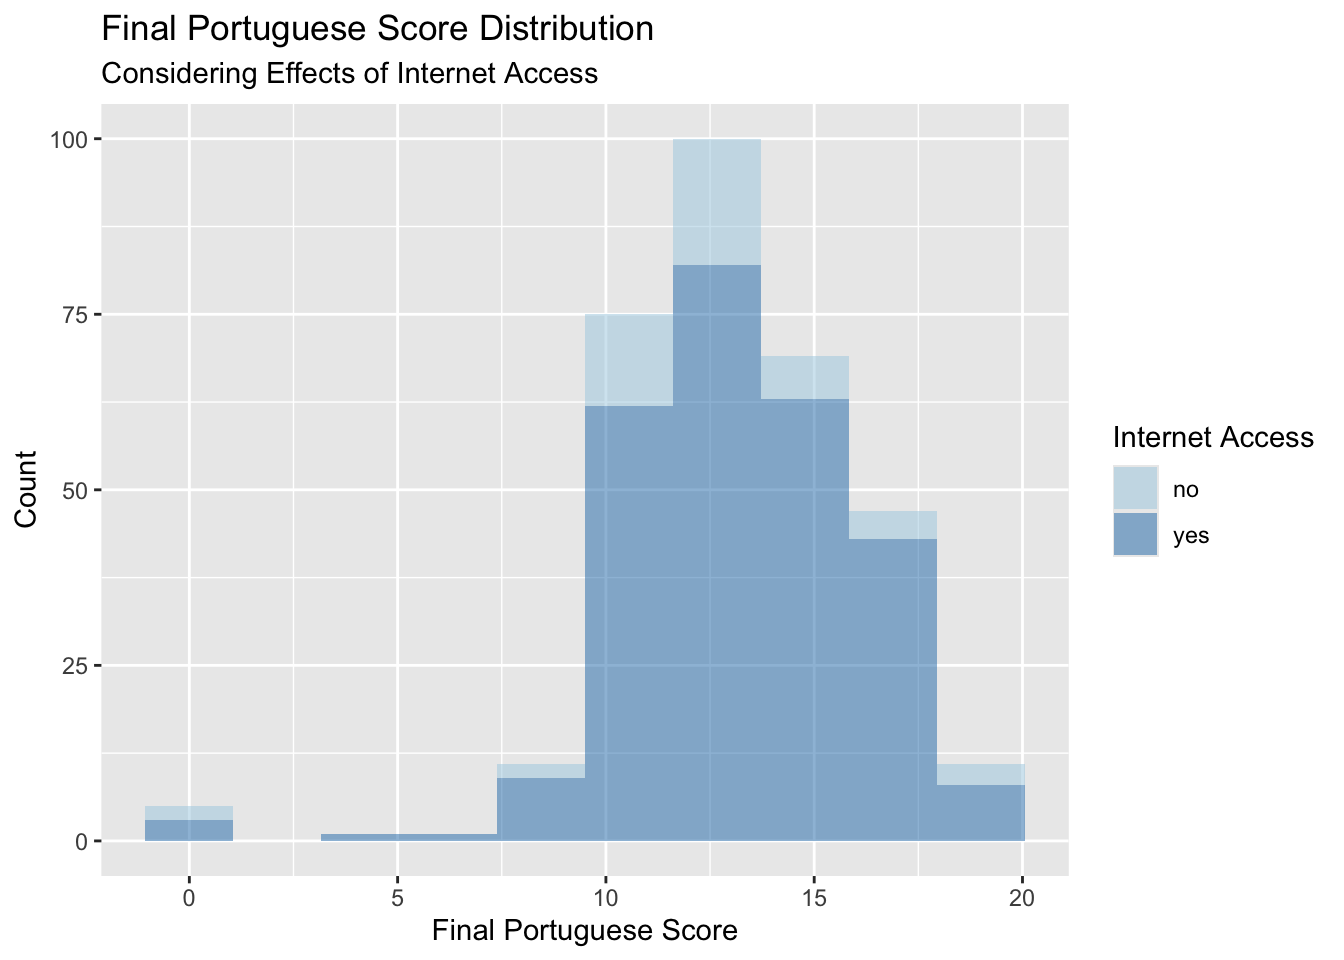 Final Portuguese Score Distribution
Considering Effects of Internet Access
100
75
50
25
0
Count
0 5 10 15 20
Final Portuguese Score
Internet Access
no
yes